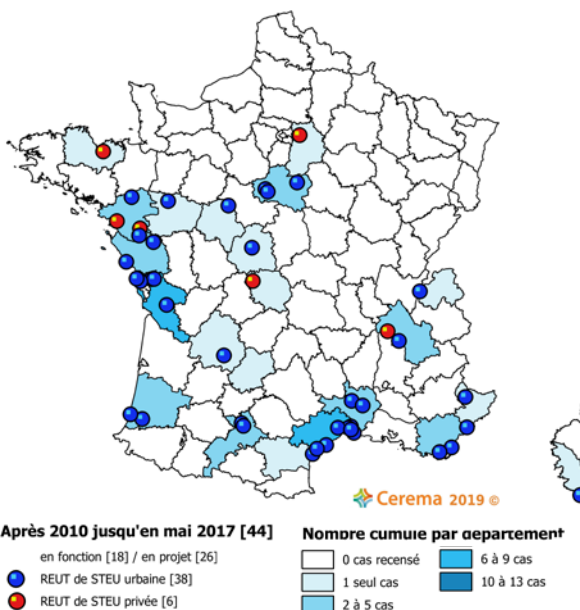 Cerema 2019 ©
Après 2010 jusqu'en mai 2017 [44]
en fonction [18] / en projet [26]
REUT de STEU urbaine [38]
REUT de STEU privée [6]
Nombre cumule par departement
0 cas recensé
6 à 9 cas
1 seul cas
10 à 13 cas
2 à 5 cas